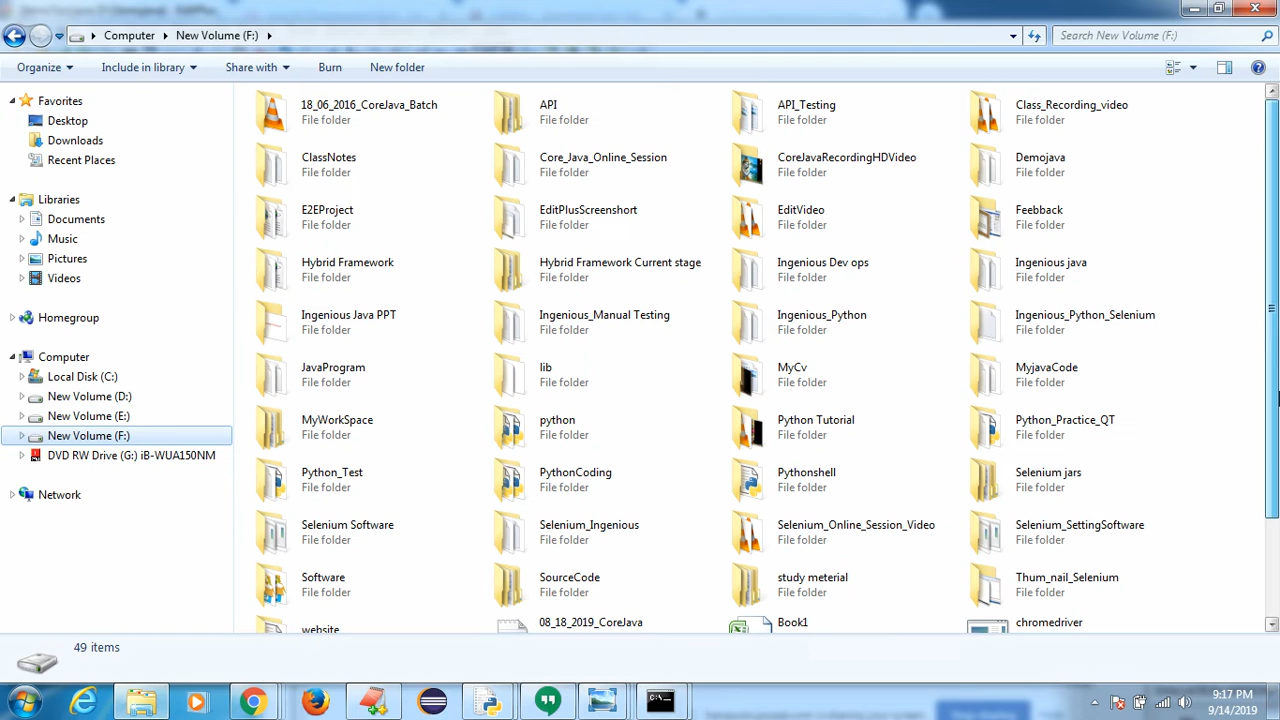 Computer New Volume (F:)
Search New Volume (F:)
Organize Include in library Share with Burn New folder
Favorites
Desktop
Downloads
Recent Places
Libraries
Documents
Music
Pictures
Videos
Homegroup
Computer
Local Disk (C:)
New Volume (D:)
New Volume (E:)
New Volume (F:)
DVD RW Drive (G:) iB-WUA150NM
Network
18_06_2016_CoreJava_Batch API API_Testing Class_Recording_video
File folder File folder File folder File folder
ClassNotes Core_Java_Online_Session CoreJavaRecordingHDVideo Demojava
File folder File folder File folder File folder
E2EProject EditPlusScreenshort EditVideo Feebback
File folder File folder File folder File folder
Hybrid Framework Hybrid Framework Current stage Ingenious Dev ops Ingenious java
File folder File folder File folder File folder
Ingenious Java PPT Ingenious_Manual Testing Ingenious_Python Ingenious_Python_Selenium
File folder File folder File folder File folder
JavaProgram lib MyCv MyjavaCode
File folder File folder File folder File folder
MyWorkSpace python Python Tutorial Python_Practice_QT
File folder File folder File folder File folder
Python_Test PythonCoding Pythonshell Selenium jars
File folder File folder File folder File folder
Selenium Software Selenium_Ingenious Selenium_Online_Session_Video Selenium_SettingSoftware
File folder File folder File folder File folder
Software SourceCode study meterial Thum_nail_Selenium
File folder File folder File folder File folder
website 08_18_2019_CoreJava Book1 chromedriver
49 items
9:17 PM
9/14/2019